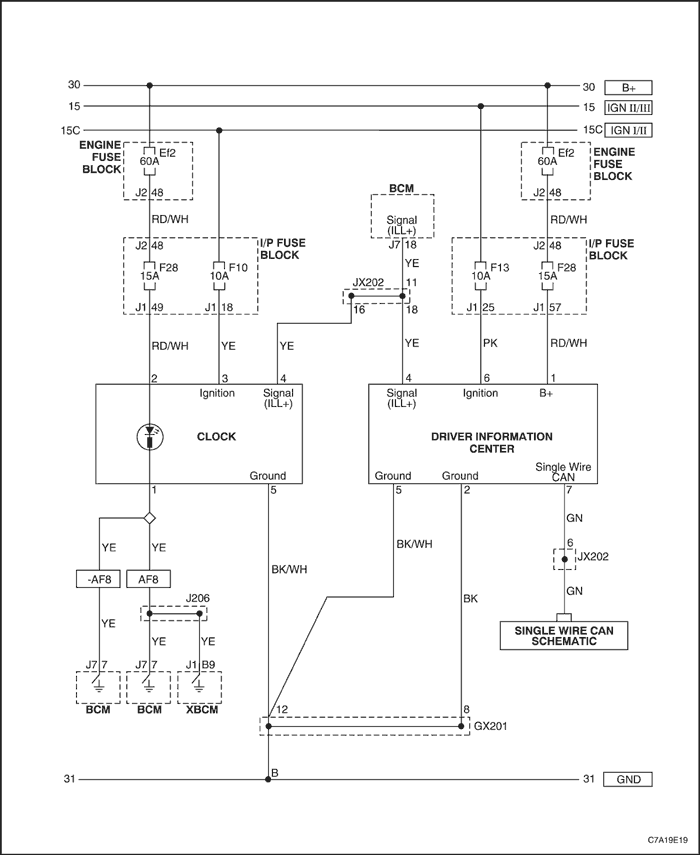 30 30 B+
15 15 IGN II/III
15C 15C IGN I/II
ENGINE
FUSE
BLOCK
Ef2
60A
J2 48
RD/WH
J2 48
I/P FUSE
BLOCK
F28
15A
F10
10A
J1 49
J1 18
RD/WH
YE
BCM
Signal
(ILL+)
J7 18
YE
JX202
11
16
18
YE
YE
ENGINE
FUSE
BLOCK
Ef2
60A
J2 48
RD/WH
J2 48
I/P FUSE
BLOCK
F13
10A
F28
15A
J1 25
J1 57
PK
RD/WH
2
3
4
Ignition
Signal
(ILL+)
CLOCK
Ground
1
5
4
6
1
Signal
(ILL+)
Ignition
B+
DRIVER INFORMATION
CENTER
Ground
Ground
Single Wire
CAN
5
2
7
YE
YE
-AF8
AF8
YE
J206
YE
YE
J7 7
J7 7
J1 B9
BCM
BCM
XBCM
BK/WH
BK/WH
BK
GN
6
JX202
GN
SINGLE WIRE CAN
SCHEMATIC
12
8
GX201
B
31 31 GND
C7A19E19